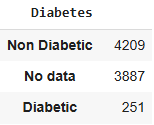 Diabetes
Non Diabetic 4209
No data 3887
Diabetic 251